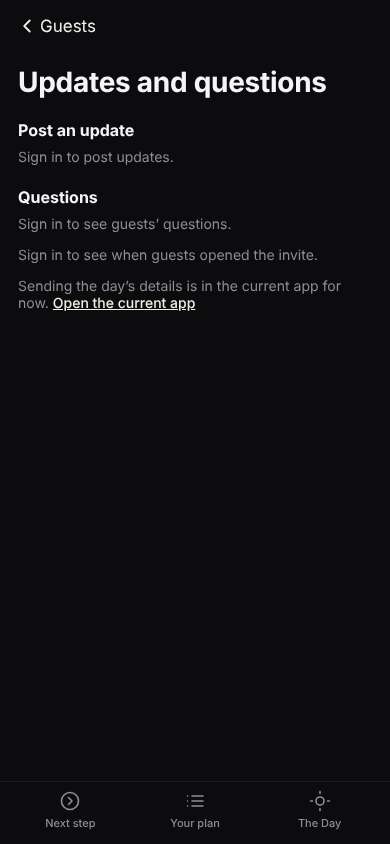 Guests
Updates and questions
Post an update
Sign in to post updates.
Questions
Sign in to see guests’ questions.
Sign in to see when guests opened the invite.
Sending the day’s details is in the current app for
now. Open the current app
Next step
Your plan
The Day